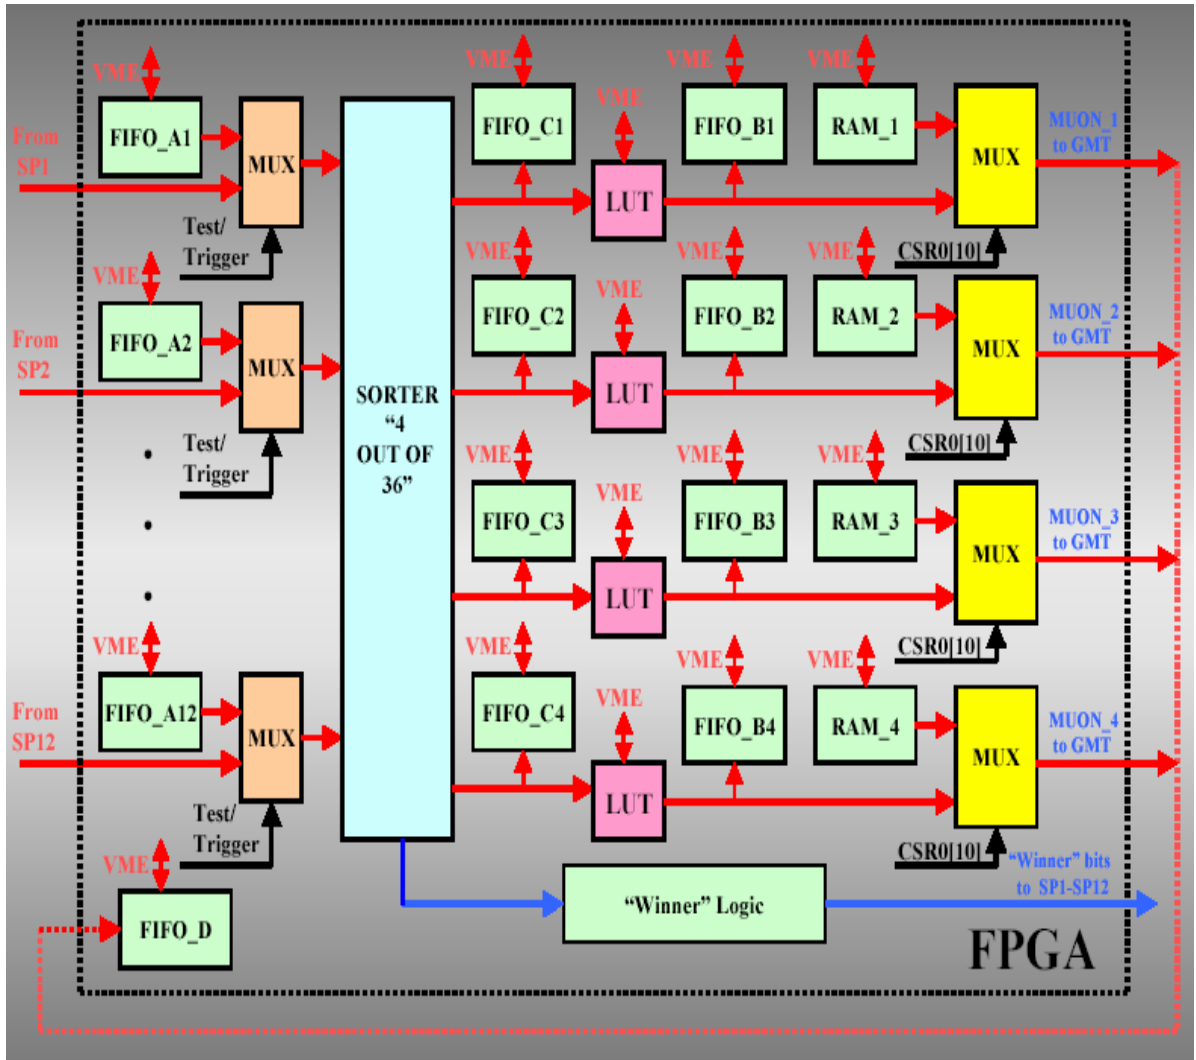 VME
FIFO_A1
From
SP1
MUX
Test/
Trigger
VME
FIFO_A2
From
SP2
MUX
Test/
Trigger
VME
FIFO_A12
From
SP12
MUX
Test/
Trigger
VME
FIFO_D
SORTER
“4
OUT OF
36”
VME
FIFO_C1
VME
LUT
VME
FIFO_B1
VME
RAM_1
MUX
CSR0[10]
MUON_1
to GMT
VME
FIFO_C2
VME
LUT
VME
FIFO_B2
VME
RAM_2
MUX
CSR0[10]
MUON_2
to GMT
VME
FIFO_C3
VME
LUT
VME
FIFO_B3
VME
RAM_3
MUX
CSR0[10]
MUON_3
to GMT
VME
FIFO_C4
VME
LUT
VME
FIFO_B4
VME
RAM_4
MUX
CSR0[10]
MUON_4
to GMT
“Winner” Logic
“Winner” bits
to SP1-SP12
FPGA